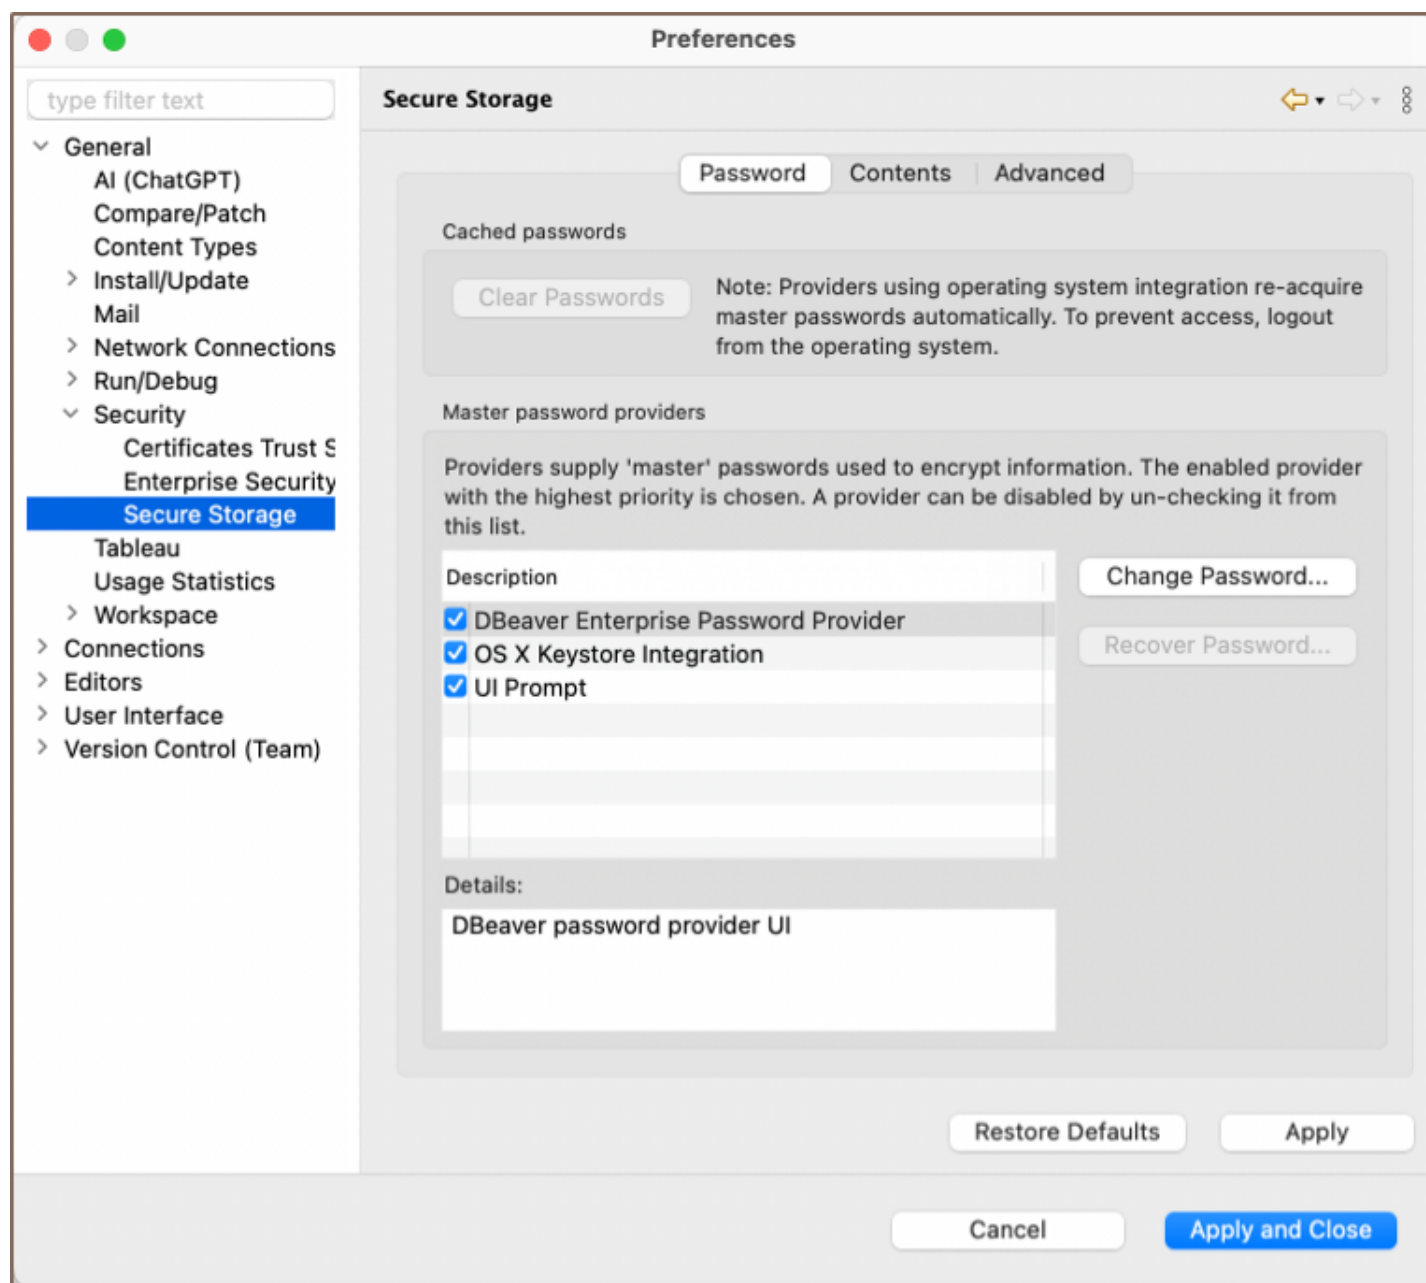 Preferences
type filter text
General
AI (ChatGPT)
Compare/Patch
Content Types
Install/Update
Mail
Network Connections
Run/Debug
Security
Certificates Trust S
Enterprise Security
Secure Storage
Tableau
Usage Statistics
Workspace
Connections
Editors
User Interface
Version Control (Team)
Secure Storage
Password
Contents
Advanced
Cached passwords
Clear Passwords
Note: Providers using operating system integration re-acquire
master passwords automatically. To prevent access, logout
from the operating system.
Master password providers
Providers supply 'master' passwords used to encrypt information. The enabled provider
with the highest priority is chosen. A provider can be disabled by un-checking it from
this list.
Description
DBeaver Enterprise Password Provider
OS X Keystore Integration
UI Prompt
Change Password...
Recover Password...
Details:
DBeaver password provider UI
Restore Defaults
Apply
Cancel
Apply and Close